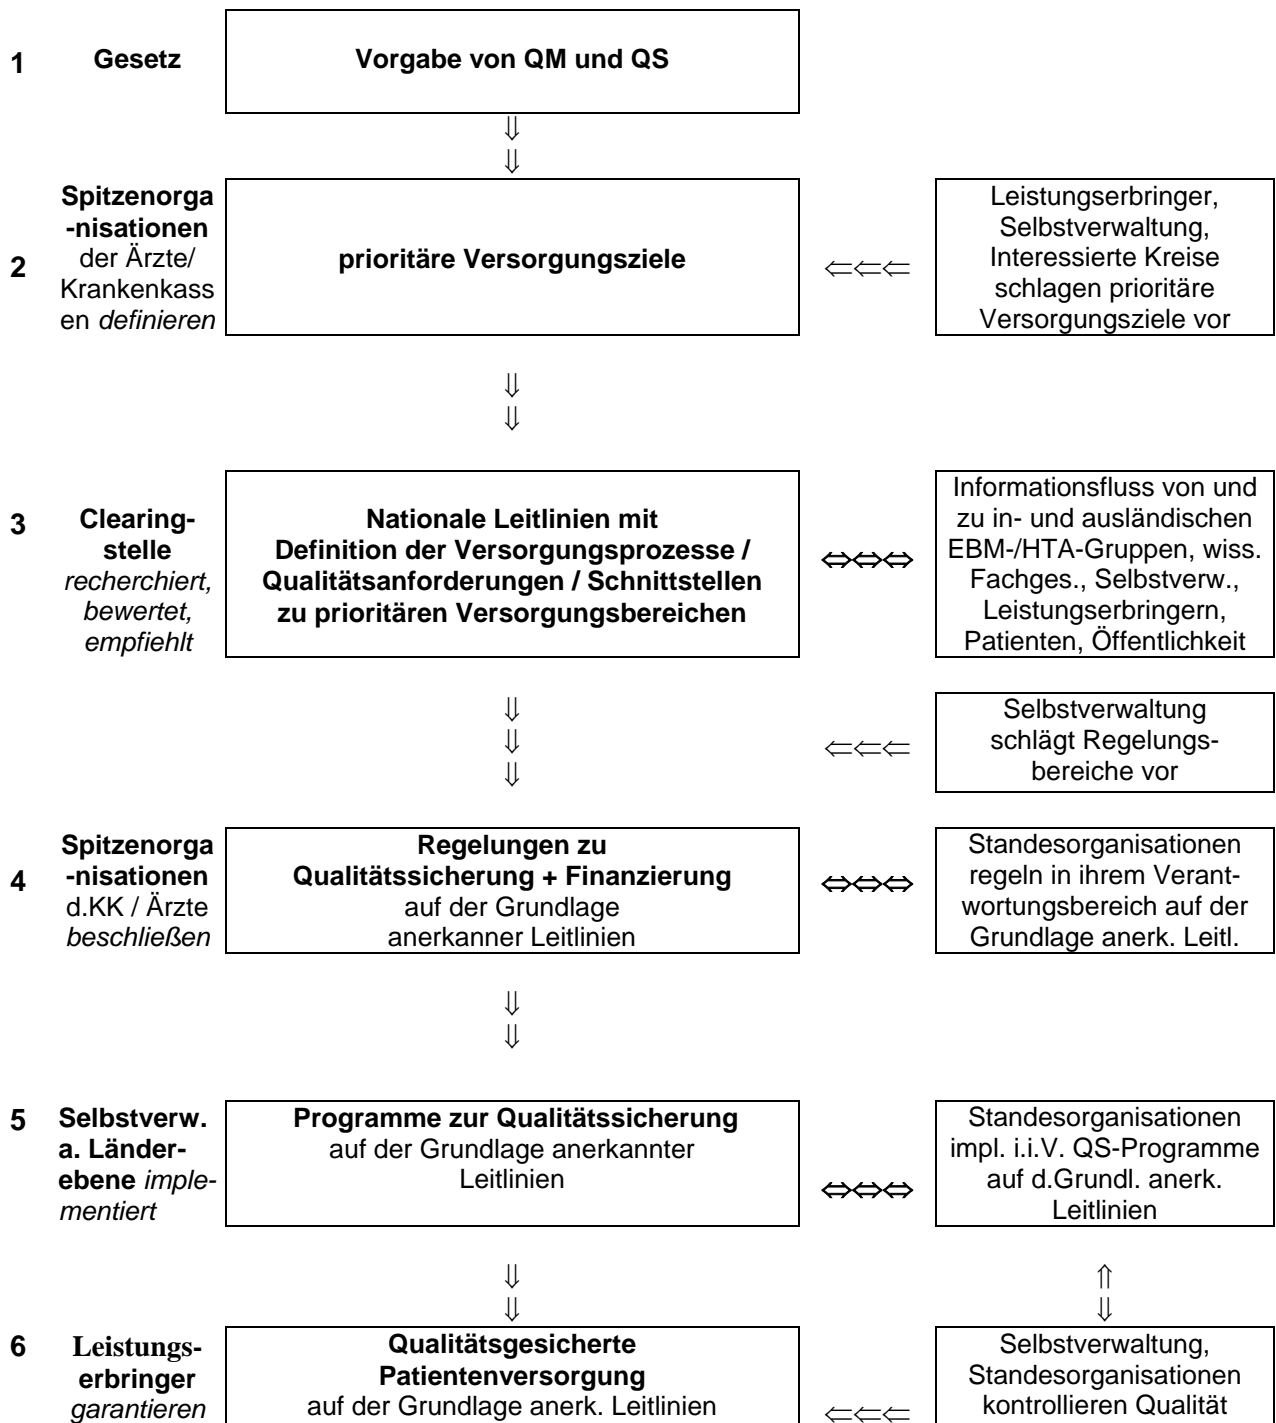 1
Gesetz
Vorgabe von QM und QS
⇓
⇓
2
Spitzenorga
-nisationen
der Ärzte/
Krankenkass
en definieren
prioritäre Versorgungsziele
⇐⇐⇐
Leistungserbringer,
Selbstverwaltung,
Interessierte Kreise
schlagen prioritäre
Versorgungsziele vor
⇓
⇓
3
Clearing-
stelle
recherchiert,
bewertet,
empfiehlt
Nationale Leitlinien mit
Definition der Versorgungsprozesse /
Qualitätsanforderungen / Schnittstellen
zu prioritären Versorgungsbereichen
⇔⇔⇔
Informationsfluss von und
zu in- und ausländischen
EBM-/HTA-Gruppen, wiss.
Fachges., Selbstverw.,
Leistungserbringern,
Patienten, Öffentlichkeit
⇓
⇓
⇓
⇐⇐⇐
Selbstverwaltung
schlägt Regelungs-
bereiche vor
4
Spitzenorga
-nisationen
d.KK / Ärzte
beschließen
Regelungen zu
Qualitätssicherung + Finanzierung
auf der Grundlage
anerkanner Leitlinien
⇔⇔⇔
Standesorganisationen
regeln in ihrem Verant-
wortungsbereich auf der
Grundlage anerk. Leitl.
⇓
⇓
5
Selbstverw.
a. Länder-
ebene imple-
mentiert
Programme zur Qualitätssicherung
auf der Grundlage anerkannter
Leitlinien
⇔⇔⇔
Standesorganisationen
impl. i.i.V. QS-Programme
auf d.Grundl. anerk.
Leitlinien
⇓
⇓
⇑
⇓
6
Leistungs-
erbringer
garantieren
Qualitätsgesicherte
Patientenversorgung
auf der Grundlage anerk. Leitlinien
⇐⇐⇐
Selbstverwaltung,
Standesorganisationen
kontrollieren Qualität